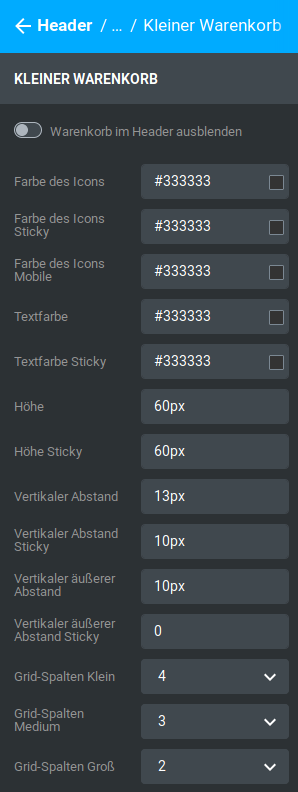 Header / ... / Kleiner Warenkorb
KLEINER WARENKORB
Warenkorb im Header ausblenden
Farbe des Icons #333333
Farbe des Icons
Sticky #333333
Farbe des Icons
Mobile #333333
Textfarbe #333333
Textfarbe Sticky #333333
Höhe 60px
Höhe Sticky 60px
Vertikaler Abstand 13px
Vertikaler Abstand
Sticky 10px
Vertikaler äußerer
Abstand 10px
Vertikaler äußerer
Abstand Sticky 0
Grid-Spalten Klein 4
Grid-Spalten
Medium 3
Grid-Spalten Groß 2